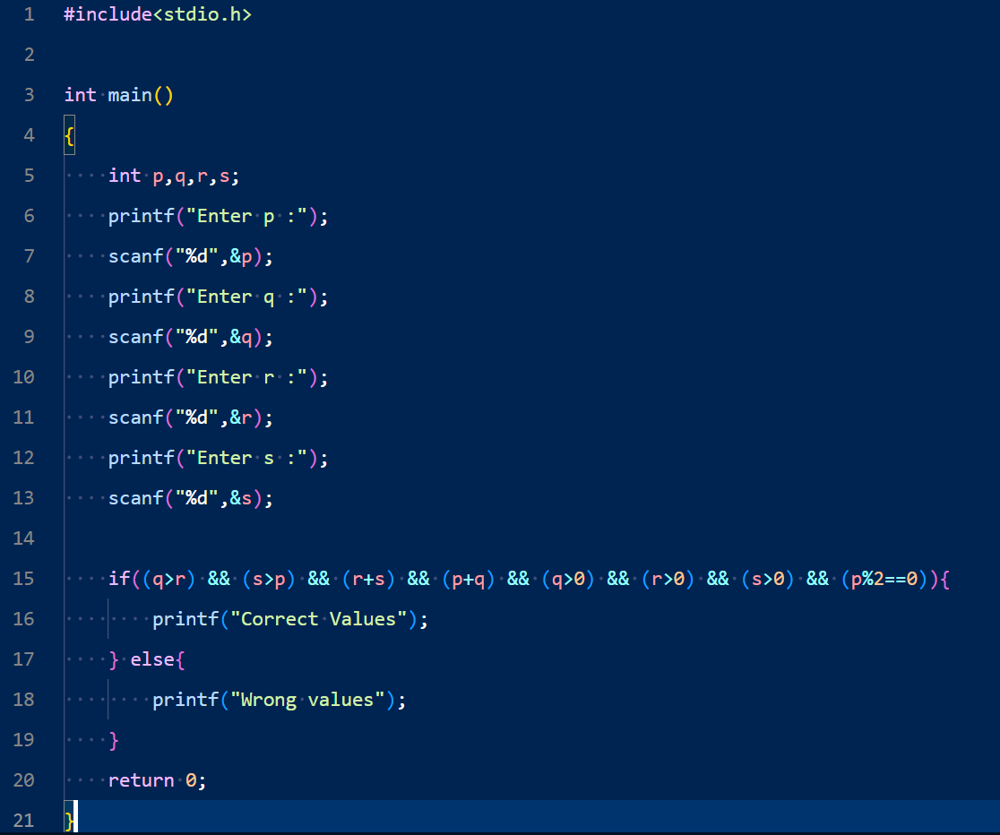 1 #include<stdio.h>
2
3 int main()
4 {
5     int p,q,r,s;
6     printf("Enter p :");
7     scanf("%d",&p);
8     printf("Enter q :");
9     scanf("%d",&q);
10     printf("Enter r :");
11     scanf("%d",&r);
12     printf("Enter s :");
13     scanf("%d",&s);
14
15     if((q>r) && (s>p) && (r+s) && (p+q) && (q>0) && (r>0) && (s>0) && (p%2==0)){
16         printf("Correct Values");
17     } else{
18         printf("Wrong values");
19     }
20     return 0;
21 }